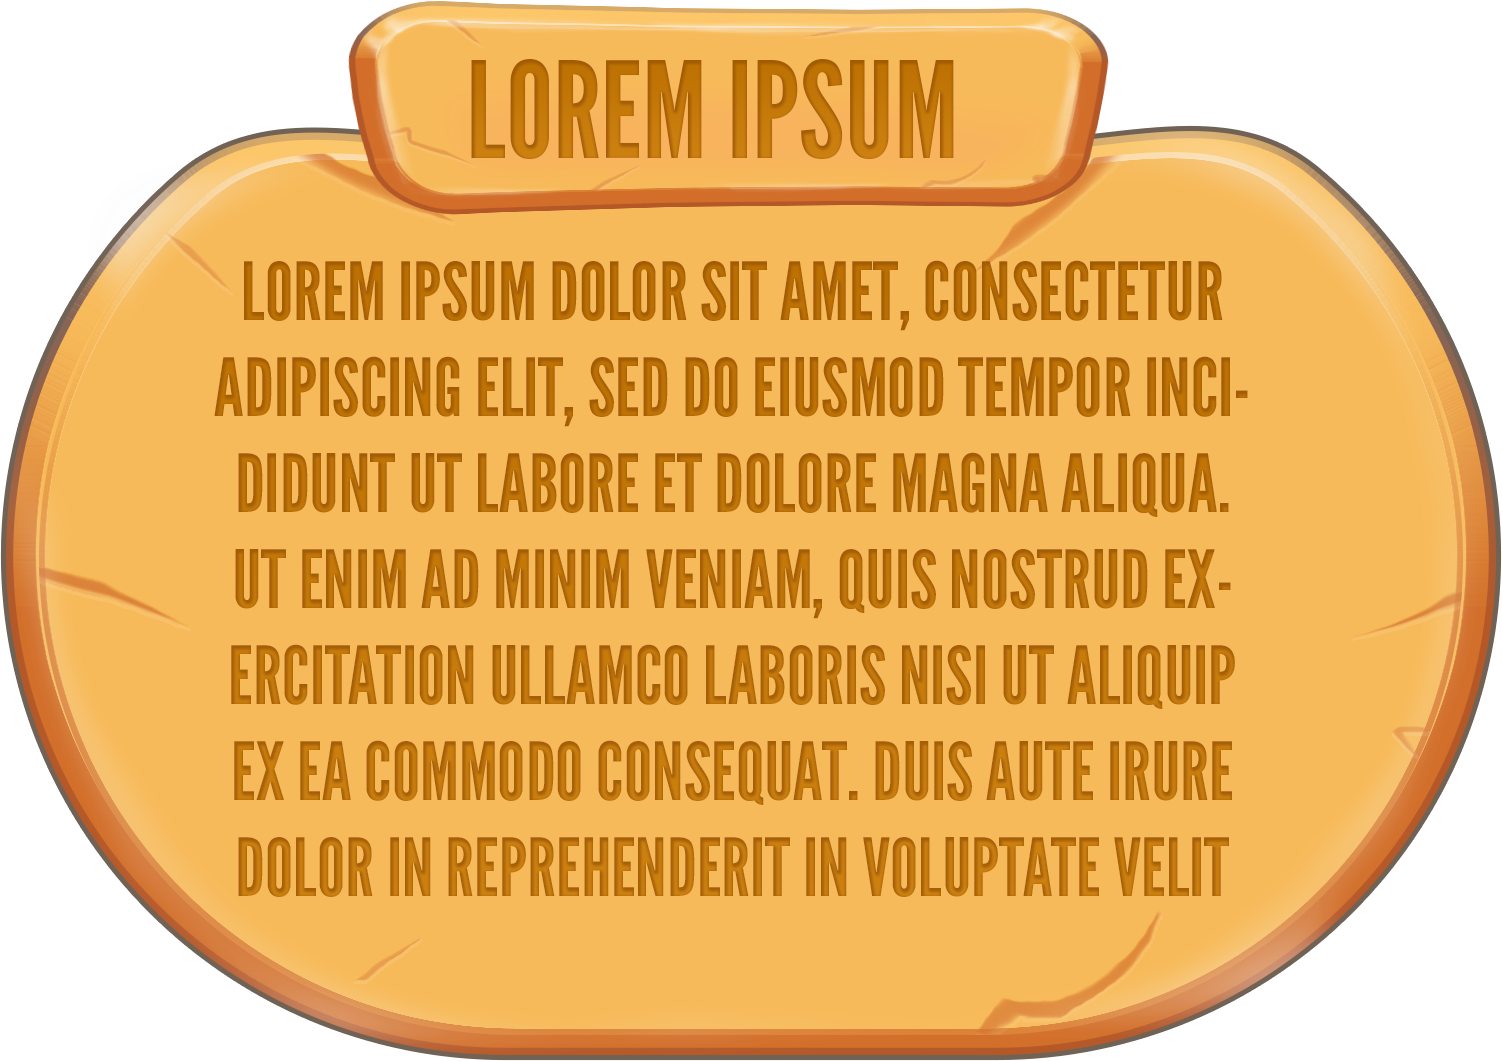 LOREM IPSUM
LOREM IPSUM DOLOR SIT AMET, CONSECTETUR
ADIPISCING ELIT, SED DO EIUSMOD TEMPOR INCI-
DIDUNT UT LABORE ET DOLORE MAGNA ALIQUA.
UT ENIM AD MINIM VENIAM, QUIS NOSTRUD EX-
ERCITATION ULLAMCO LABORIS NISI UT ALIQUIP
EX EA COMMODO CONSEQUAT. DUIS AUTE IRURE
DOLOR IN REPREHENDERIT IN VOLUPTATE VELIT